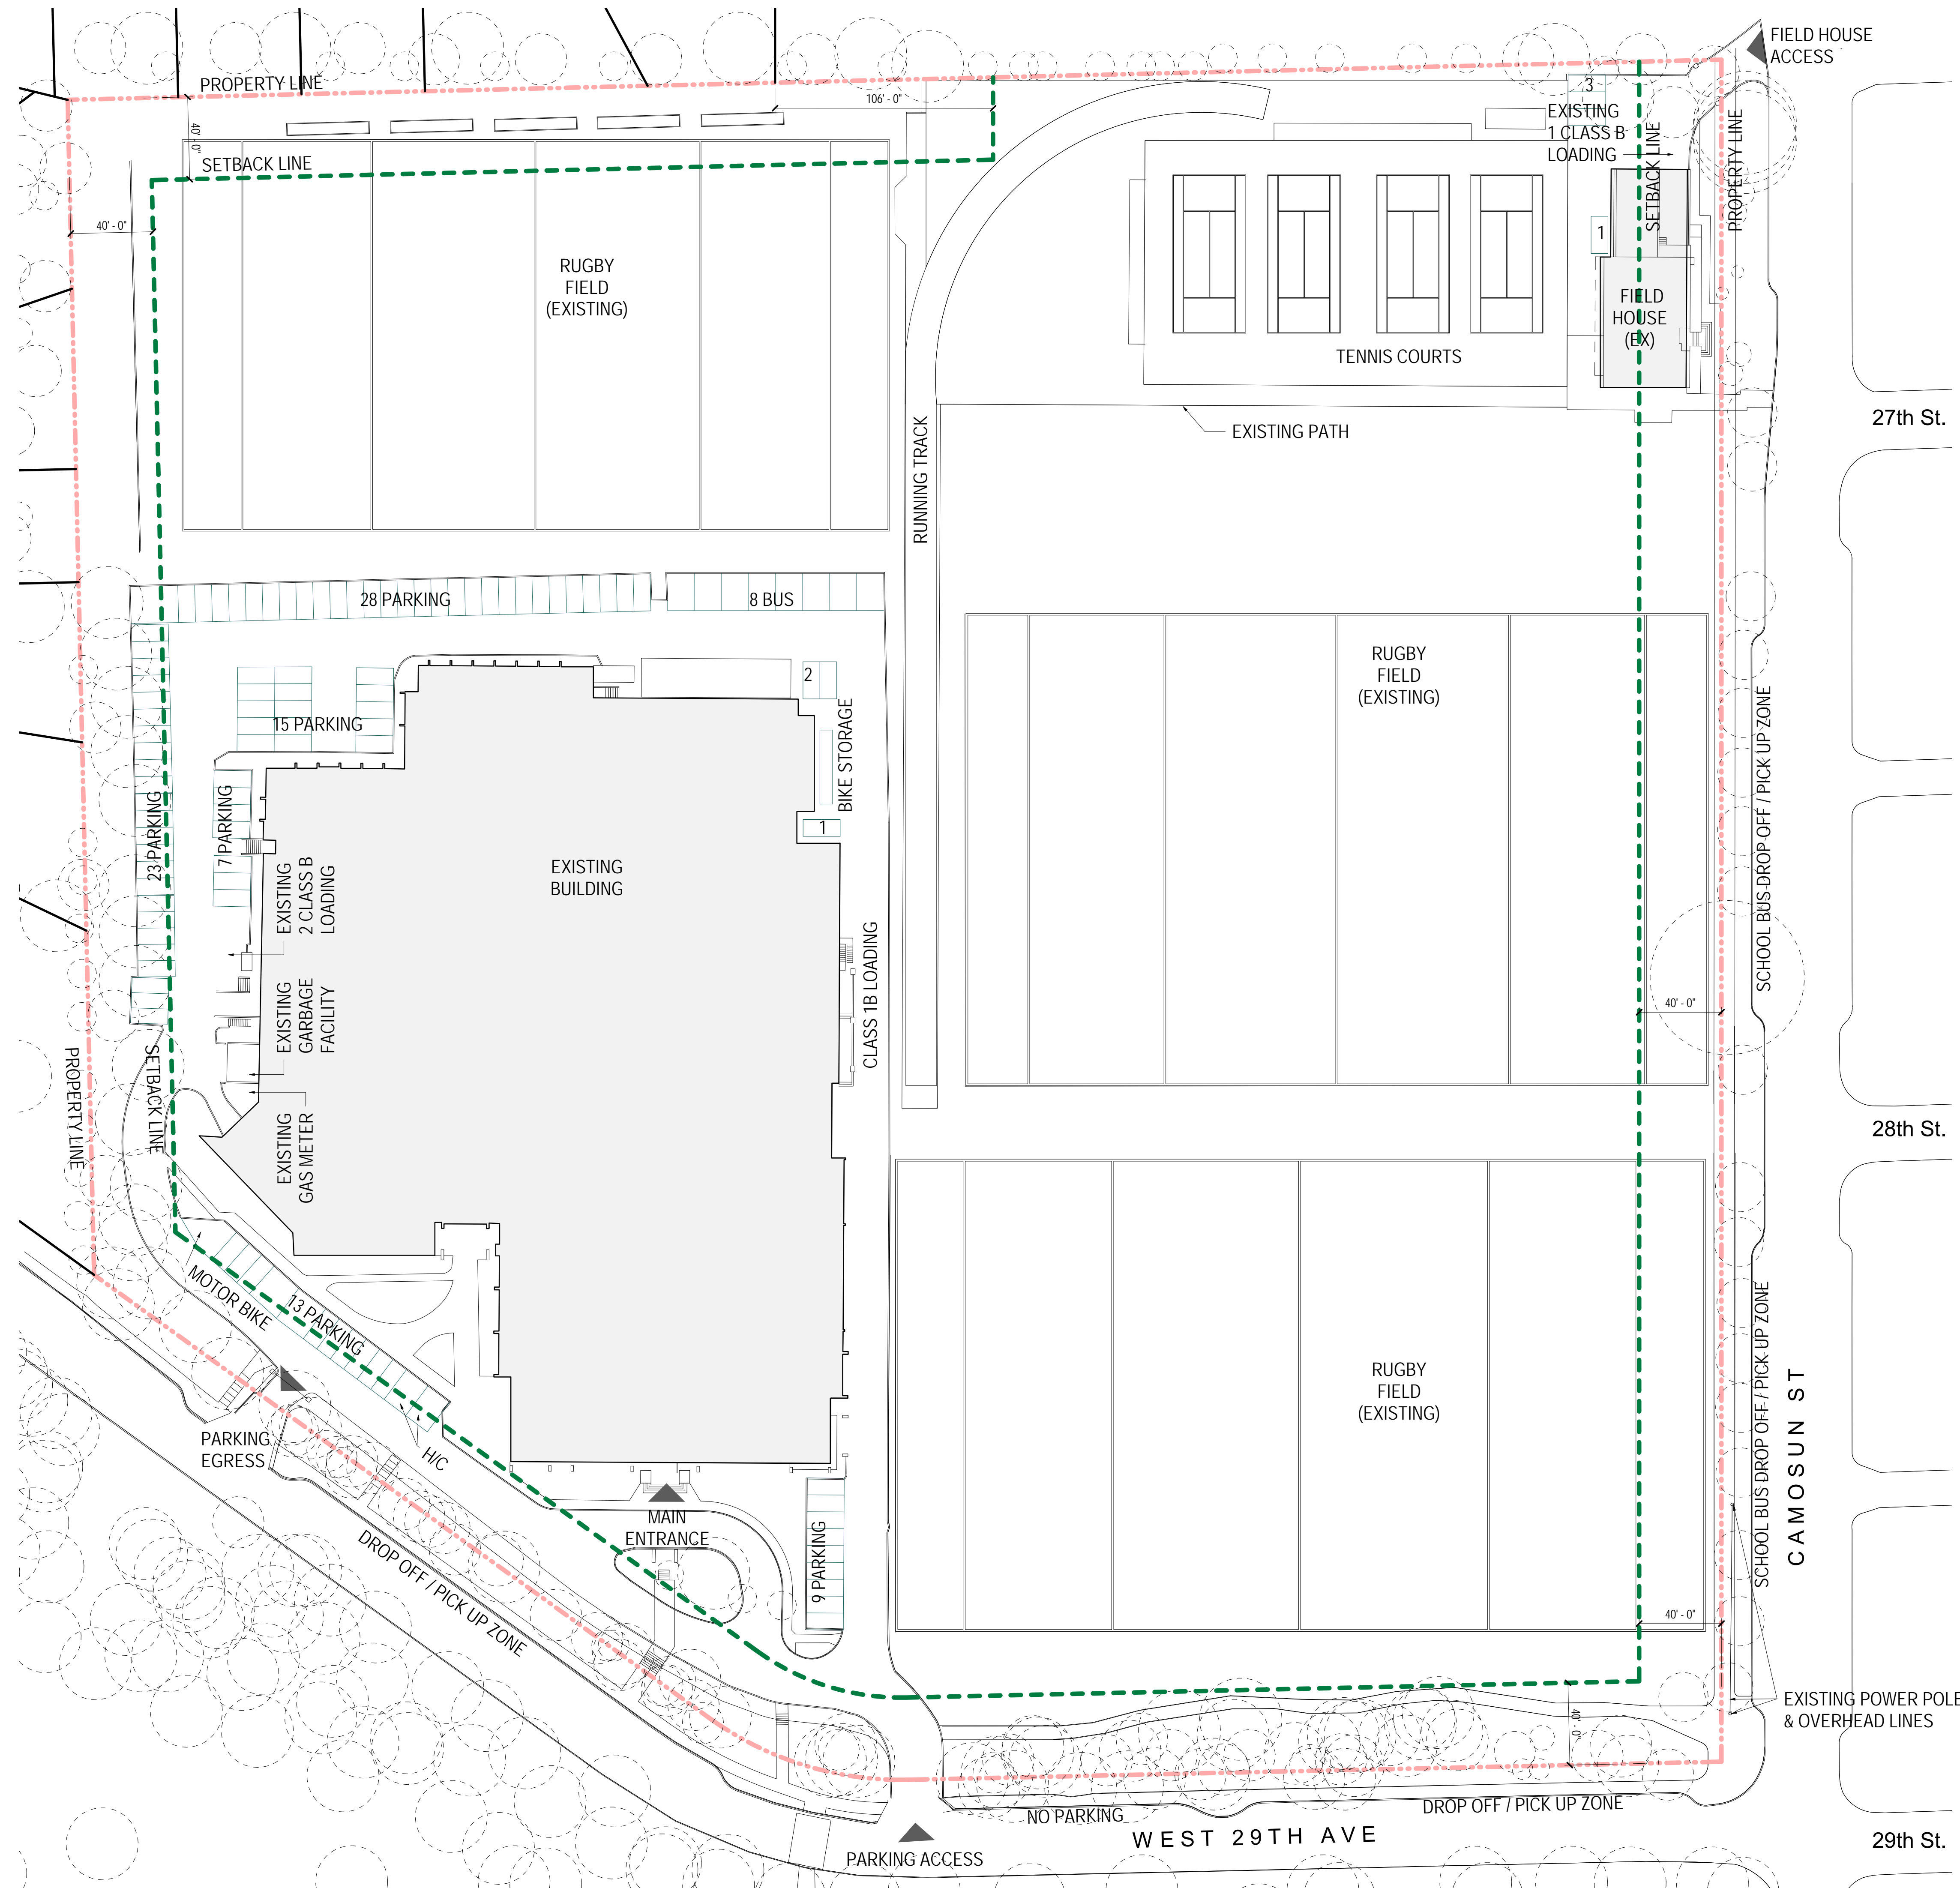 FIELD HOUSE
ACCESS
PROPERTY LINE
106' - 0"
40' - 0"
SETBACK LINE
40' - 0"
3
EXISTING
1 CLASS B
LOADING
SETBACK LINE
PROPERTY LINE
1
RUGBY
FIELD
(EXISTING)
FIELD
HOUSE
(EX)
TENNIS COURTS
EXISTING PATH
RUNNING TRACK
27th St.
28 PARKING
8 BUS
2
15 PARKING
BIKE STORAGE
RUGBY
FIELD
(EXISTING)
SCHOOL BUS DROP OFF / PICK UP ZONE
23 PARKING
7 PARKING
1
EXISTING
2 CLASS B
LOADING
EXISTING
BUILDING
EXISTING
GARBAGE
FACILITY
CLASS 1B LOADING
40' - 0"
PROPERTY LINE
SETBACK LINE
EXISTING
GAS METER
28th St.
MOTOR BIKE
13 PARKING
RUGBY
FIELD
(EXISTING)
SCHOOL BUS DROP OFF / PICK UP ZONE
CAMOSUN ST
PARKING
EGRESS
H/C
MAIN
ENTRANCE
9 PARKING
DROP OFF / PICK UP ZONE
40' - 0"
40' - 0"
EXISTING POWER POLE
& OVERHEAD LINES
NO PARKING
DROP OFF / PICK UP ZONE
WEST 29TH AVE
PARKING ACCESS
29th St.